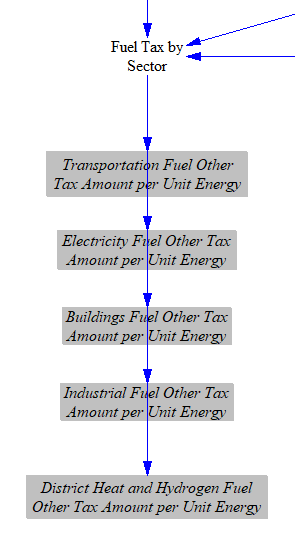 Fuel Tax by
Sector
Transportation Fuel Other
Tax Amount per Unit Energy
Electricity Fuel Other Tax
Amount per Unit Energy
Buildings Fuel Other Tax
Amount per Unit Energy
Industrial Fuel Other Tax
Amount per Unit Energy
District Heat and Hydrogen Fuel
Other Tax Amount per Unit Energy